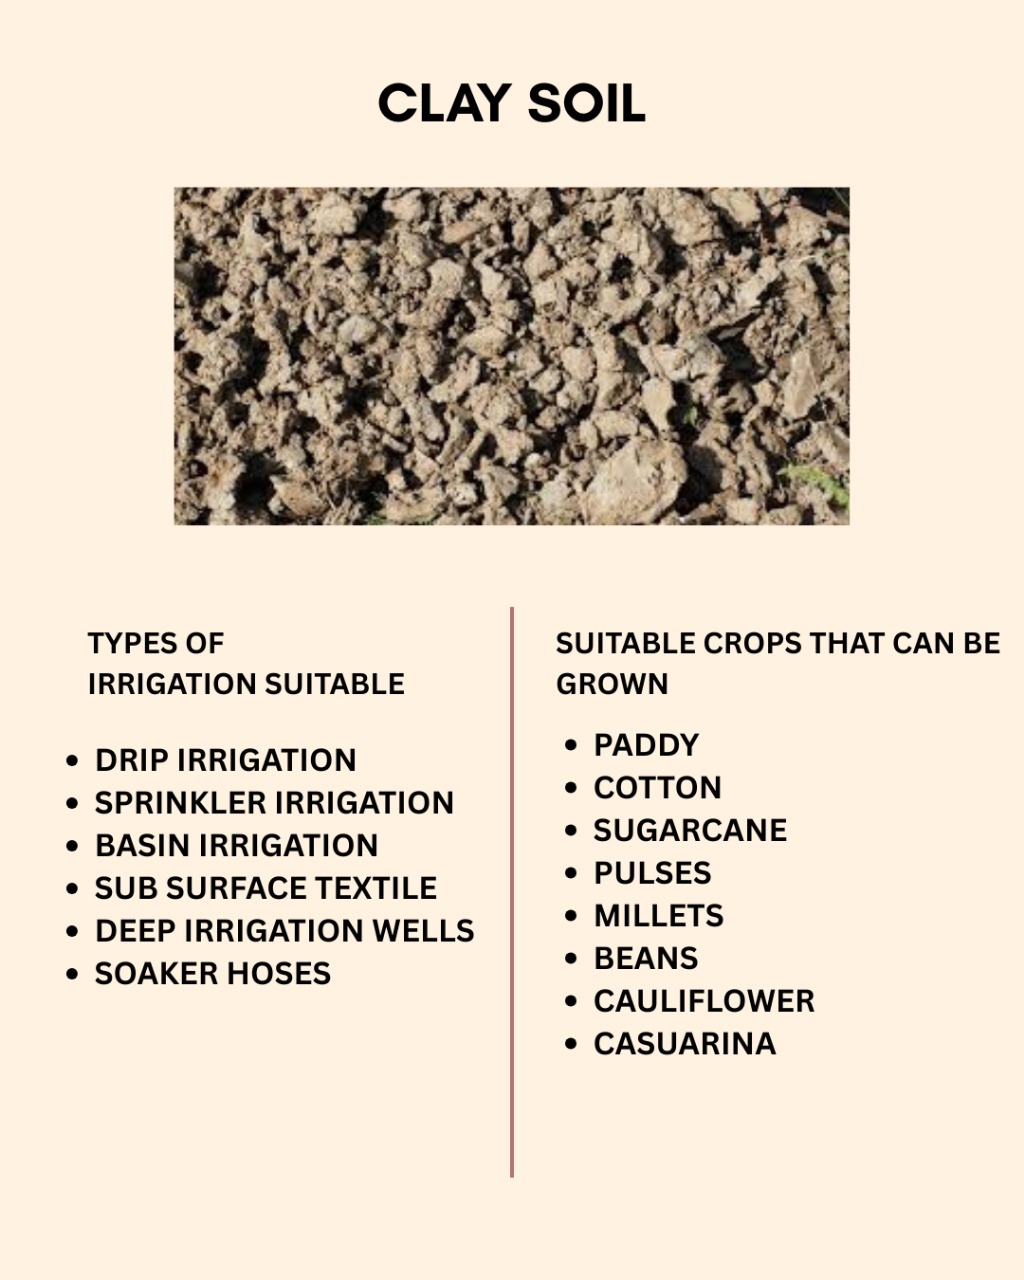 CLAY SOIL
TYPES OF
IRRIGATION SUITABLE
• DRIP IRRIGATION
• SPRINKLER IRRIGATION
• BASIN IRRIGATION
• SUB SURFACE TEXTILE
• DEEP IRRIGATION WELLS
• SOAKER HOSES
SUITABLE CROPS THAT CAN BE
GROWN
• PADDY
• COTTON
• SUGARCANE
• PULSES
• MILLETS
• BEANS
• CAULIFLOWER
• CASUARINA